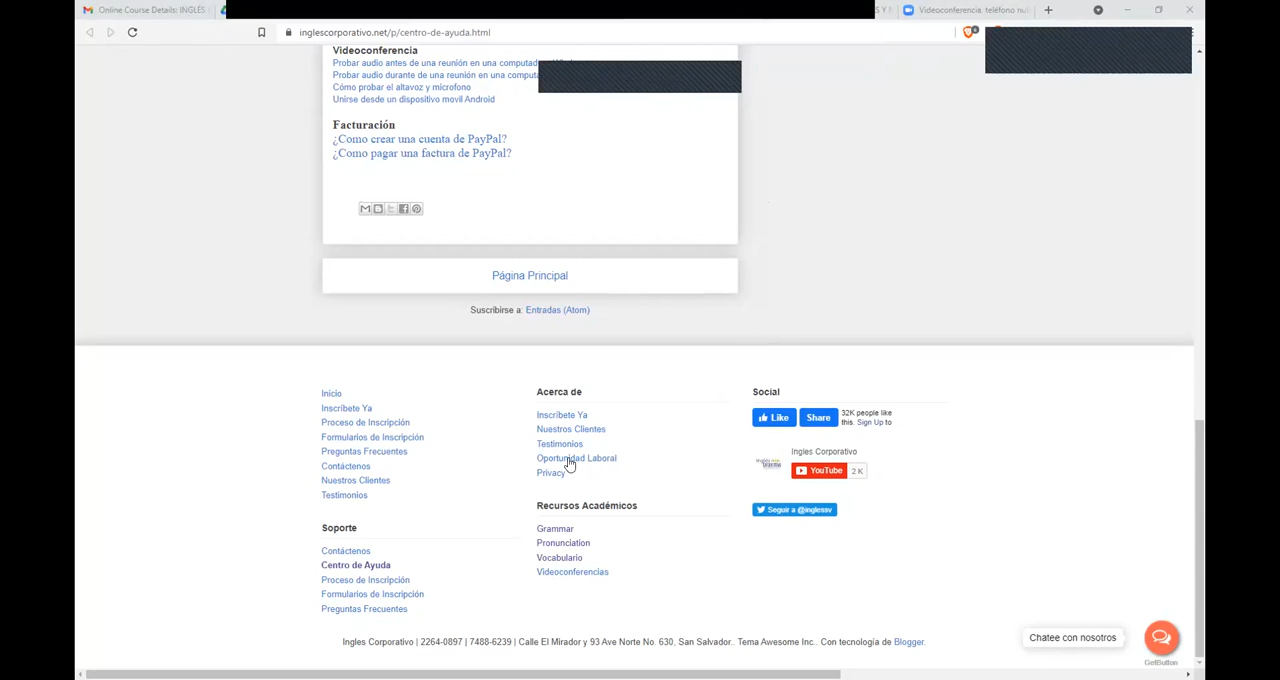 Online Course Details: INGLES
S Y M
Videoconferencia, teléfono nu
inglescorporativo.net/p/centro-de-ayuda.html
Videoconferencia
Probar audio antes de una reunión en una computad
Probar audio durante de una reunión en una computa
Cómo probar el altavoz y microfono
Unirse desde un dispositivo movil Android
Facturación
¿Como crear una cuenta de PayPal?
¿Como pagar una factura de PayPal?
Página Principal
Suscribirse a: Entradas (Atom)
Inicio
Inscríbete Ya
Proceso de Inscripción
Formularios de Inscripción
Preguntas Frecuentes
Contáctenos
Nuestros Clientes
Testimonios
Soporte
Contáctenos
Centro de Ayuda
Proceso de Inscripción
Formularios de Inscripción
Preguntas Frecuentes
Acerca de
Inscríbete Ya
Nuestros Clientes
Testimonios
Oportunidad Laboral
Privacy
Recursos Académicos
Grammar
Pronunciation
Vocabulario
Videoconferencias
Social
Like Share 32K people like
this. Sign Up to
Ingles Corporativo
YouTube 2 K
Seguir a @inglessv
Ingles Corporativo | 2264-0897 | 7488-6239 | Calle El Mirador y 93 Ave Norte No. 630, San Salvador.. Tema Awesome Inc.. Con tecnología de Blogger.
Chatee con nosotros
GetButton